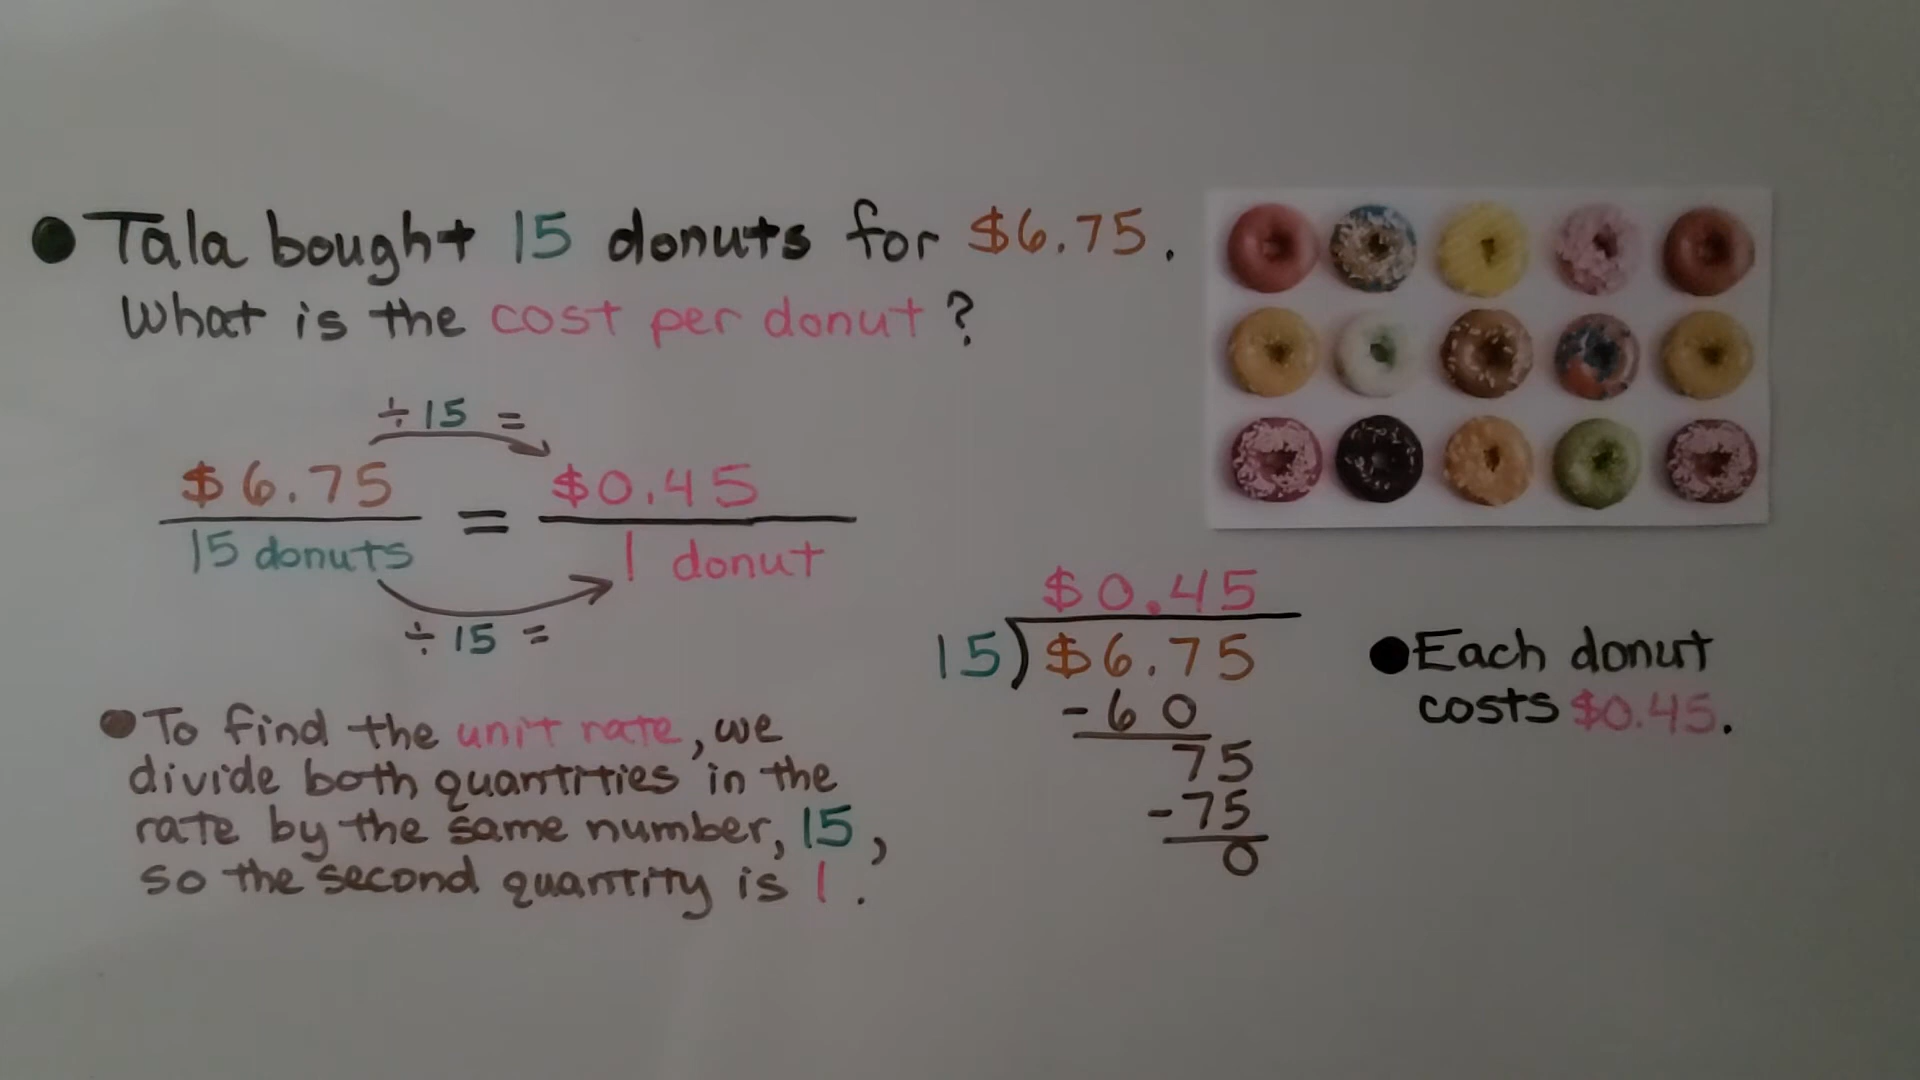 Tala bought 15 donuts for $6.75.
What is the cost per donut?
÷15 =
$6.75 = $0.45
15 donuts 1 donut
÷15 =
To find the unit rate, we
divide both quantities in the
rate by the same number, 15,
so the second quantity is 1.
$0.45
15)$6.75
-60
75
-75
0
Each donut
costs $0.45.